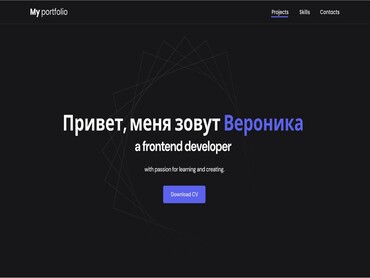 My portfolio
Projects Skills Contacts
Привет, меня зовут Вероника
a frontend developer
with passion for learning and creating.
Download CV